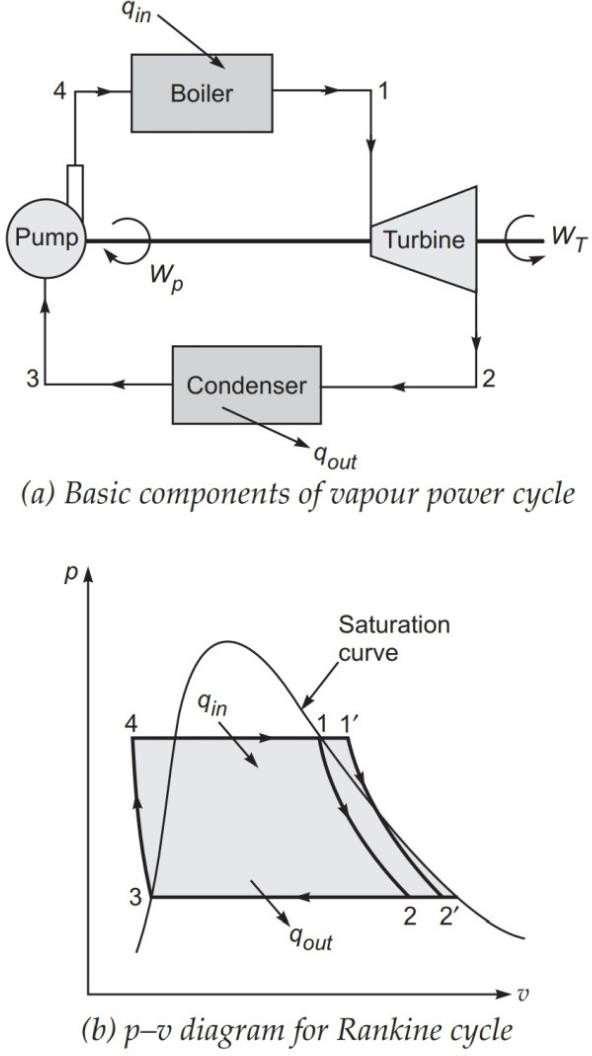 q_in
4
Boiler
1
Pump
W_p
Turbine
W_T
3
Condenser
2
q_out
(a) Basic components of vapour power cycle
p
Saturation
curve
q_in
4
1 1′
3
2 2′
q_out
v
(b) p–v diagram for Rankine cycle